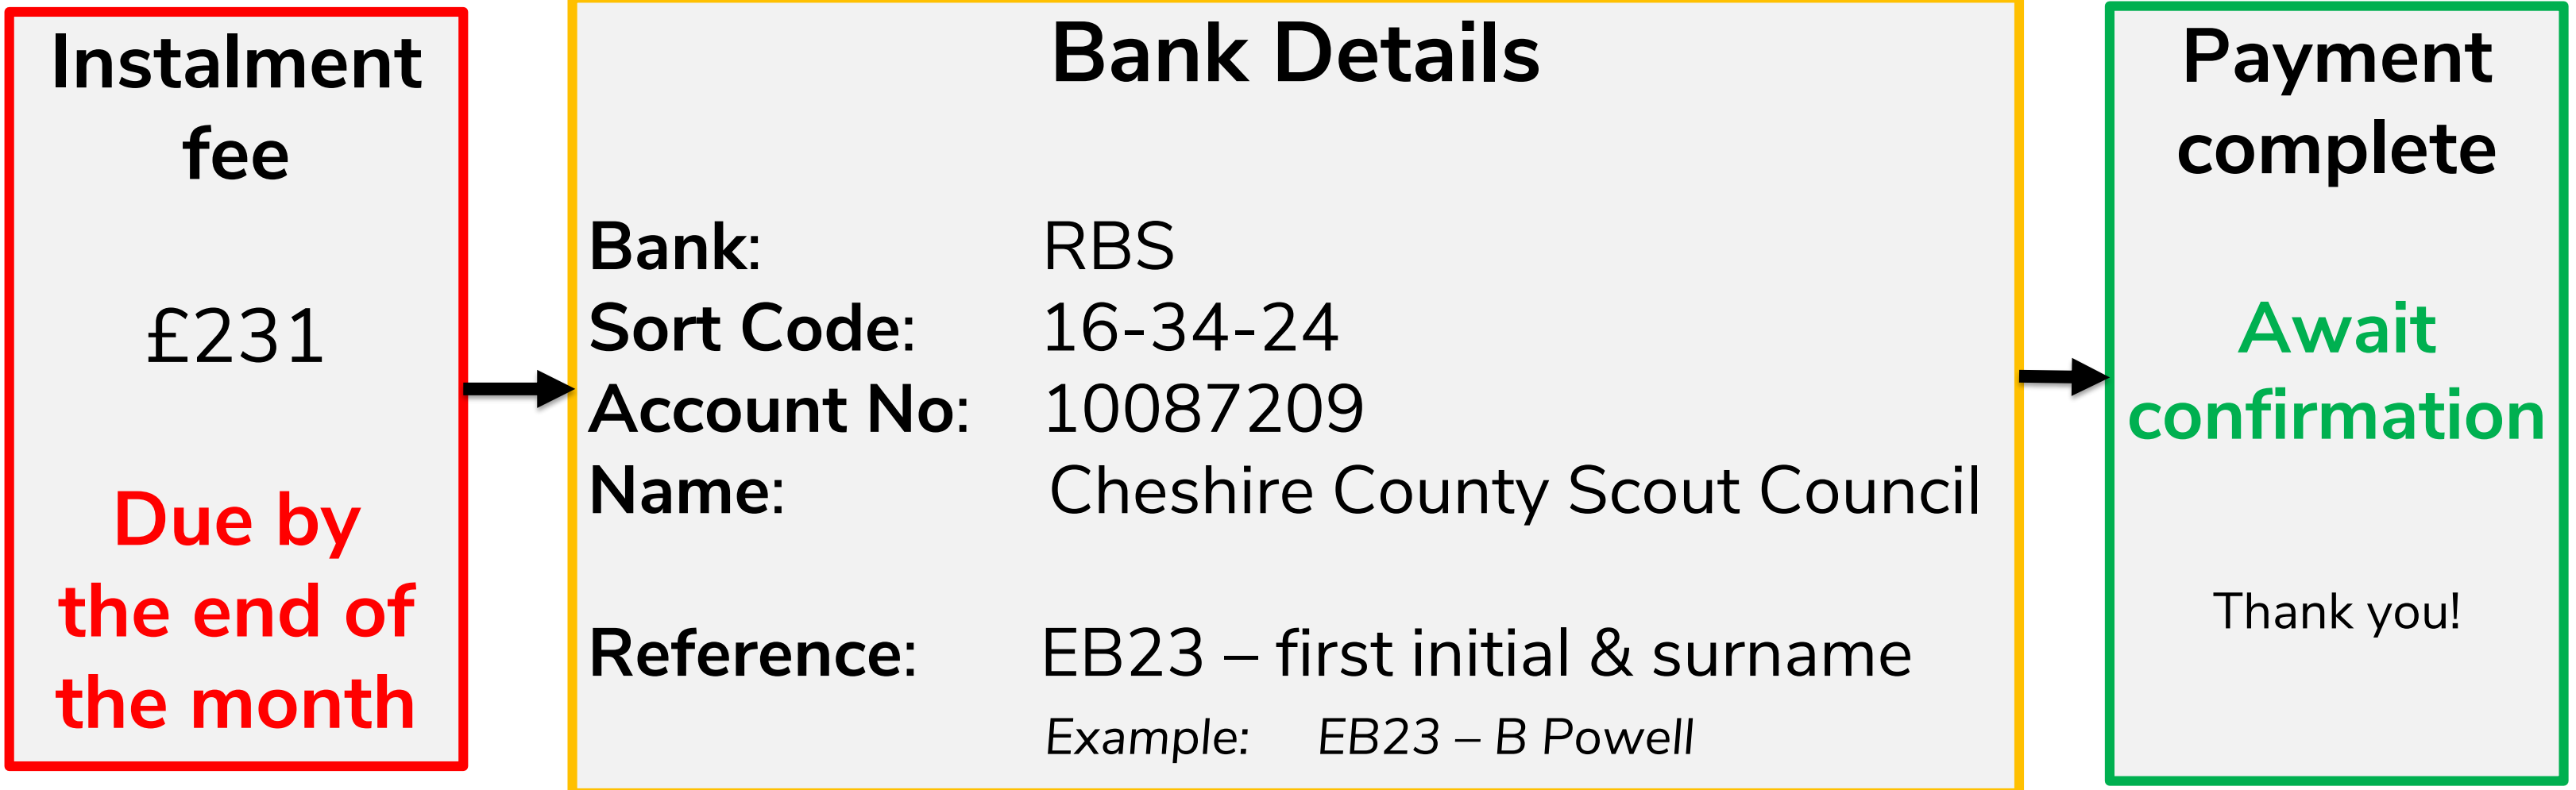 Instalment
fee
£231
Due by
the end of
the month
Bank Details
Bank: RBS
Sort Code: 16-34-24
Account No: 10087209
Name: Cheshire County Scout Council
Reference: EB23 – first initial & surname
Example: EB23 – B Powell
Payment
complete
Await
confirmation
Thank you!